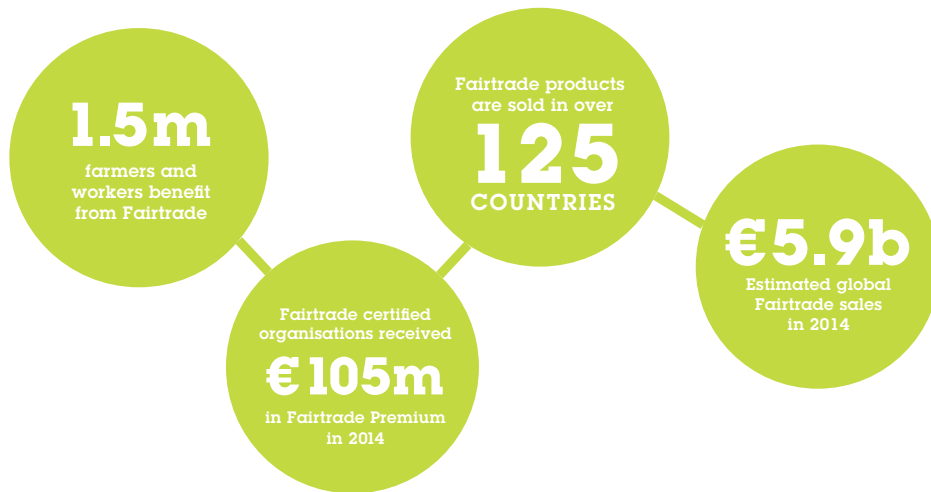 1.5m
farmers and
workers benefit
from Fairtrade
Fairtrade certified
organisations received
€105m
in Fairtrade Premium
in 2014
Fairtrade products
are sold in over
125
COUNTRIES
€5.9b
Estimated global
Fairtrade sales
in 2014